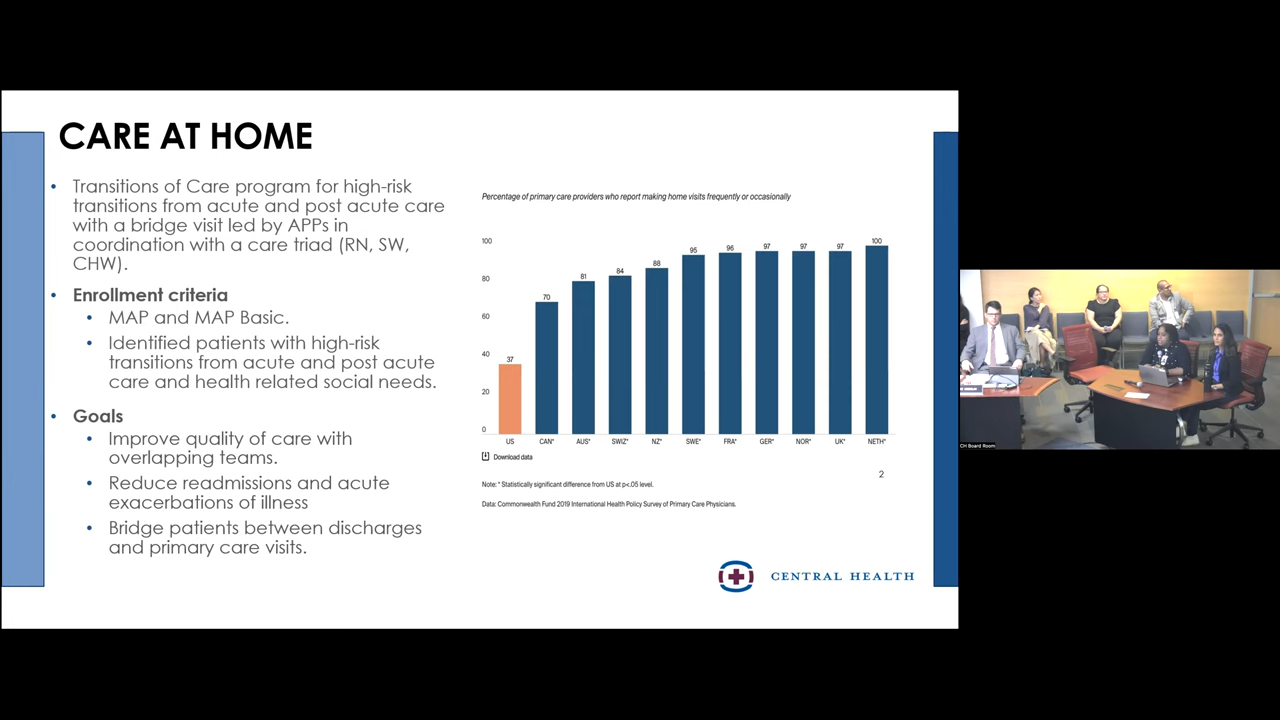 CARE AT HOME
• Transitions of Care program for high-risk
transitions from acute and post acute care
with a bridge visit led by APPs in
coordination with a care triad (RN, SW,
CHW).
• Enrollment criteria
• MAP and MAP Basic.
• Identified patients with high-risk
transitions from acute and post acute
care and health related social needs.
• Goals
• Improve quality of care with
overlapping teams.
• Reduce readmissions and acute
exacerbations of illness
• Bridge patients between discharges
and primary care visits.
Percentage of primary care providers who report making home visits frequently or occasionally
100
80
60
40
20
0
37
70
81
84
88
95
96
97
97
97
100
US CAN* AUS* SWIZ* NZ* SWE* FRA* GER* NOR* UK* NETH*
Download data
2
Note: * Statistically significant difference from US at p<.05 level.
Data: Commonwealth Fund 2019 International Health Policy Survey of Primary Care Physicians.
CENTRAL HEALTH
CH Board Room